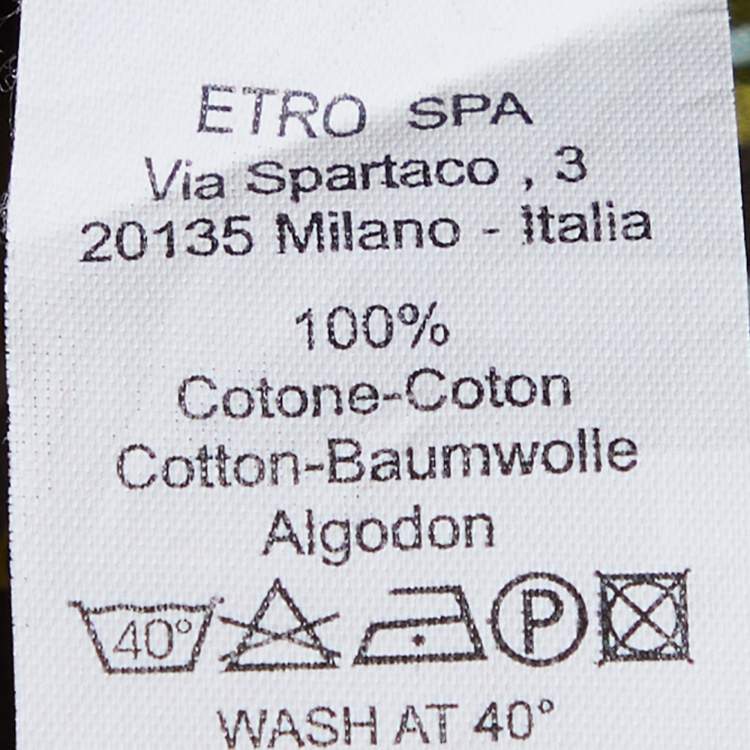 ETRO SPA
Via Spartaco , 3
20135 Milano - Italia
100%
Cotone-Coton
Cotton-Baumwolle
Algodon
40° P
WASH AT 40°